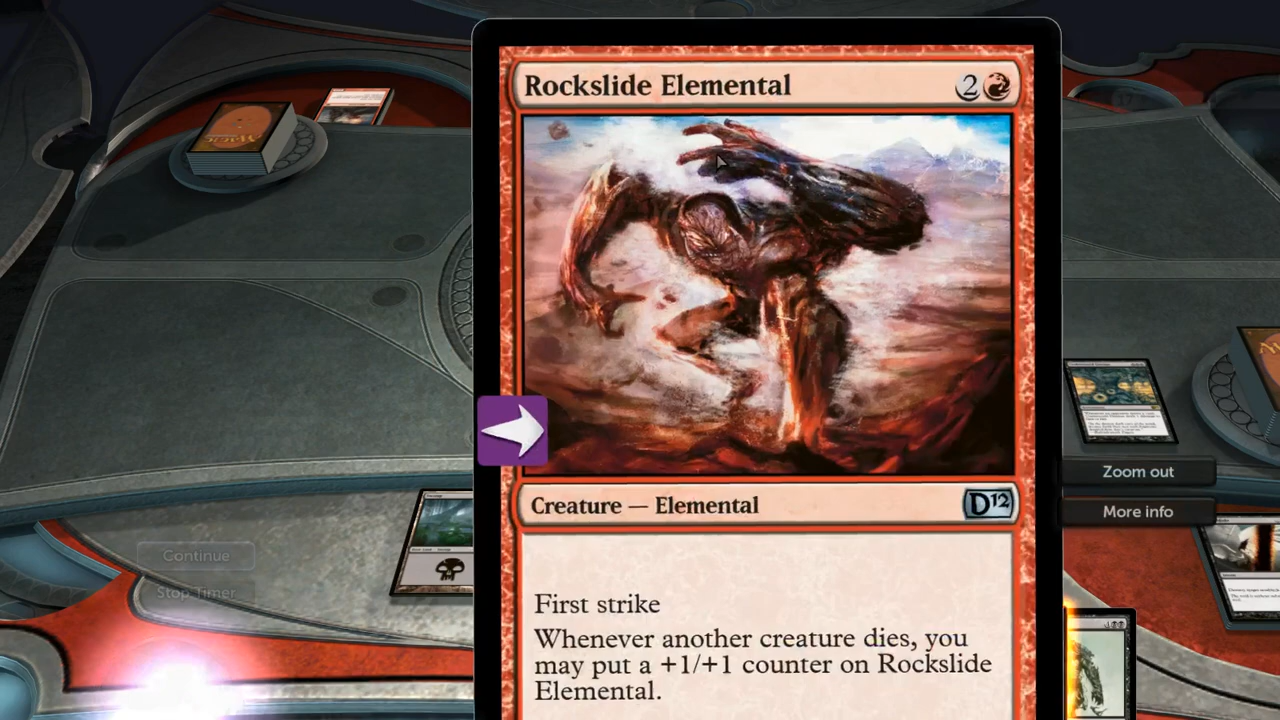 Rockslide Elemental 2
Creature — Elemental D12
First strike
Whenever another creature dies, you
may put a +1/+1 counter on Rockslide
Elemental.
Zoom out
More info
Continue
Stop Timer